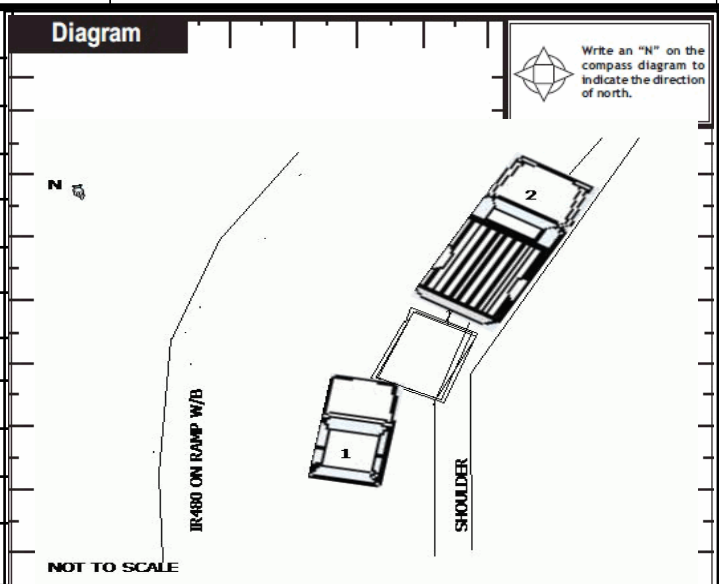 Diagram
Write an “N” on the
compass diagram to
indicate the direction
of north.
N
2
1
IR480 ON RAMP W/B
SHOULDER
NOT TO SCALE